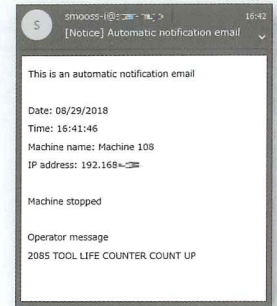 S
smooss-i@
16:42
[Notice] Automatic notification email
This is an automatic notification email
Date: 08/29/2018
Time: 16:41:46
Machine name: Machine 108
IP address: 192.168
Machine stopped
Operator message
2085 TOOL LIFE COUNTER COUNT UP